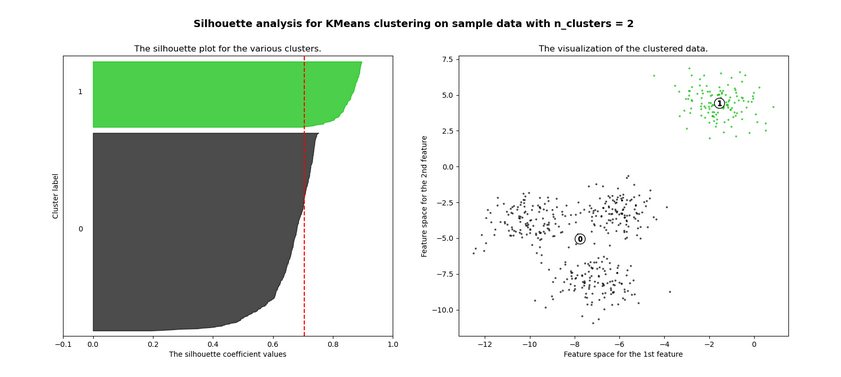 Silhouette analysis for KMeans clustering on sample data with n_clusters = 2
The silhouette plot for the various clusters.
1
0
Cluster label
−0.1 0.0 0.2 0.4 0.6 0.8 1.0
The silhouette coefficient values
The visualization of the clustered data.
7.5
5.0
2.5
0.0
−2.5
−5.0
−7.5
−10.0
Feature space for the 2nd feature
1
0
−12 −10 −8 −6 −4 −2 0
Feature space for the 1st feature